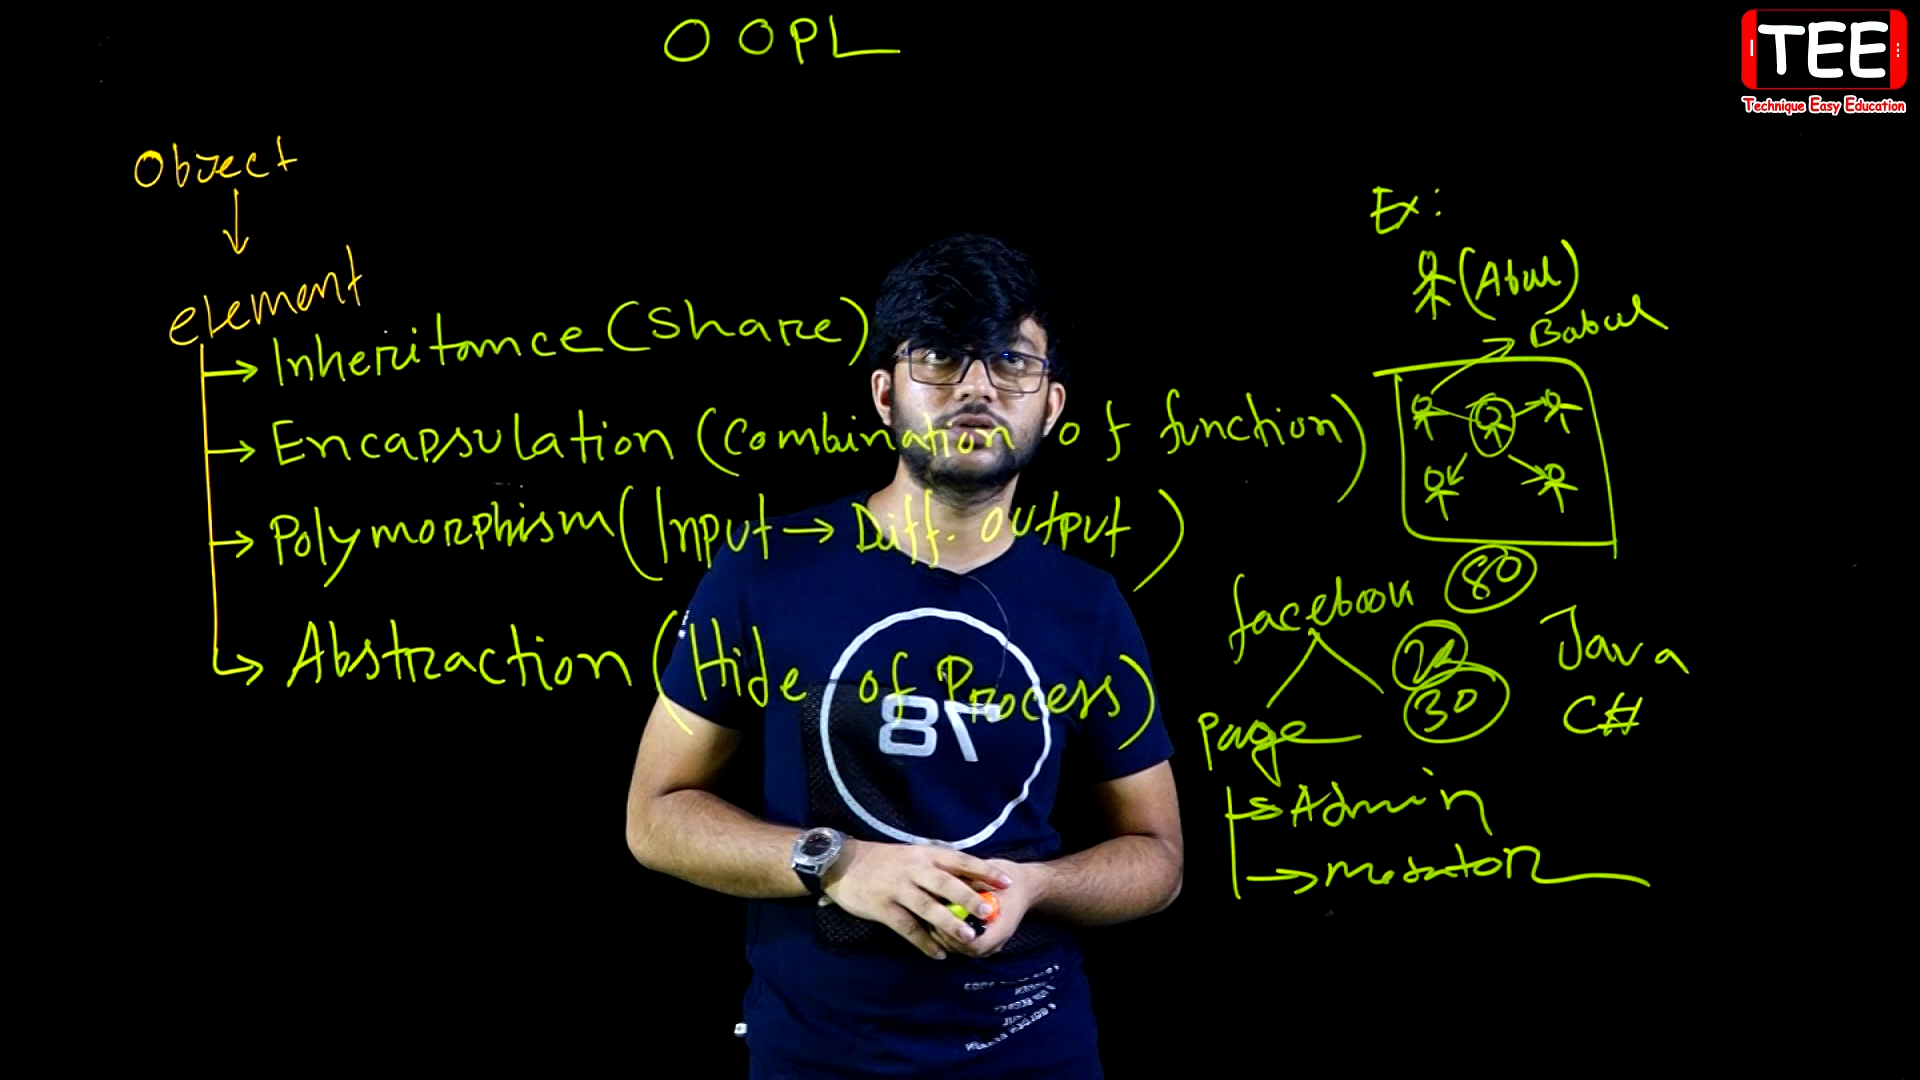 OOPL
TEE
Technique Easy Education
Object
element
Inheritance (Share)
Encapsulation (Combination of function)
Polymorphism (Input → Diff. output)
Abstraction (Hide of Process)
Ex:
(Abul)
Babul
80
facebook
30
Java
C#
Page
Admin
78